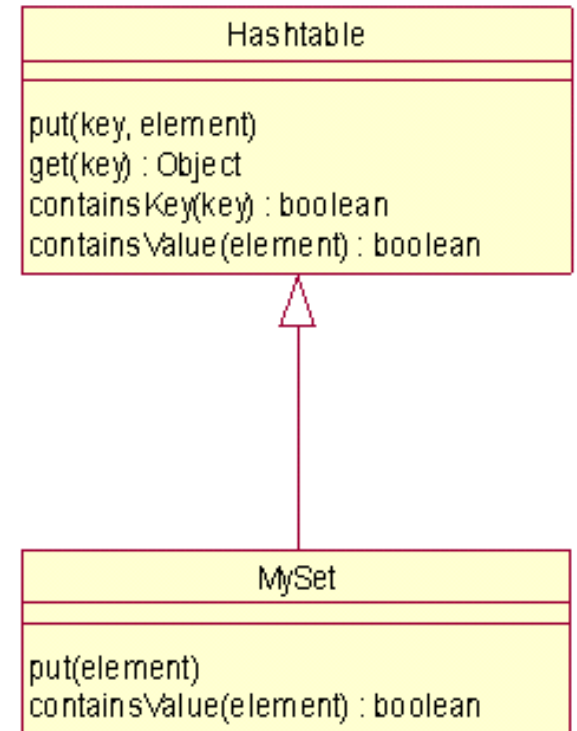 Hashtable
put(key, element)
get(key) : Object
containsKey(key) : boolean
containsValue(element) : boolean
MySet
put(element)
containsValue(element) : boolean